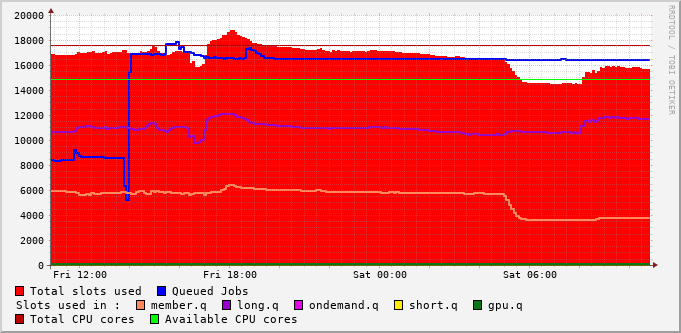 RRDTOOL / TOBI OETIKER
20000
18000
16000
14000
12000
10000
8000
6000
4000
2000
0
Fri 12:00 Fri 18:00 Sat 00:00 Sat 06:00
Total slots used Queued Jobs
Slots used in : member.q long.q ondemand.q short.q gpu.q
Total CPU cores Available CPU cores